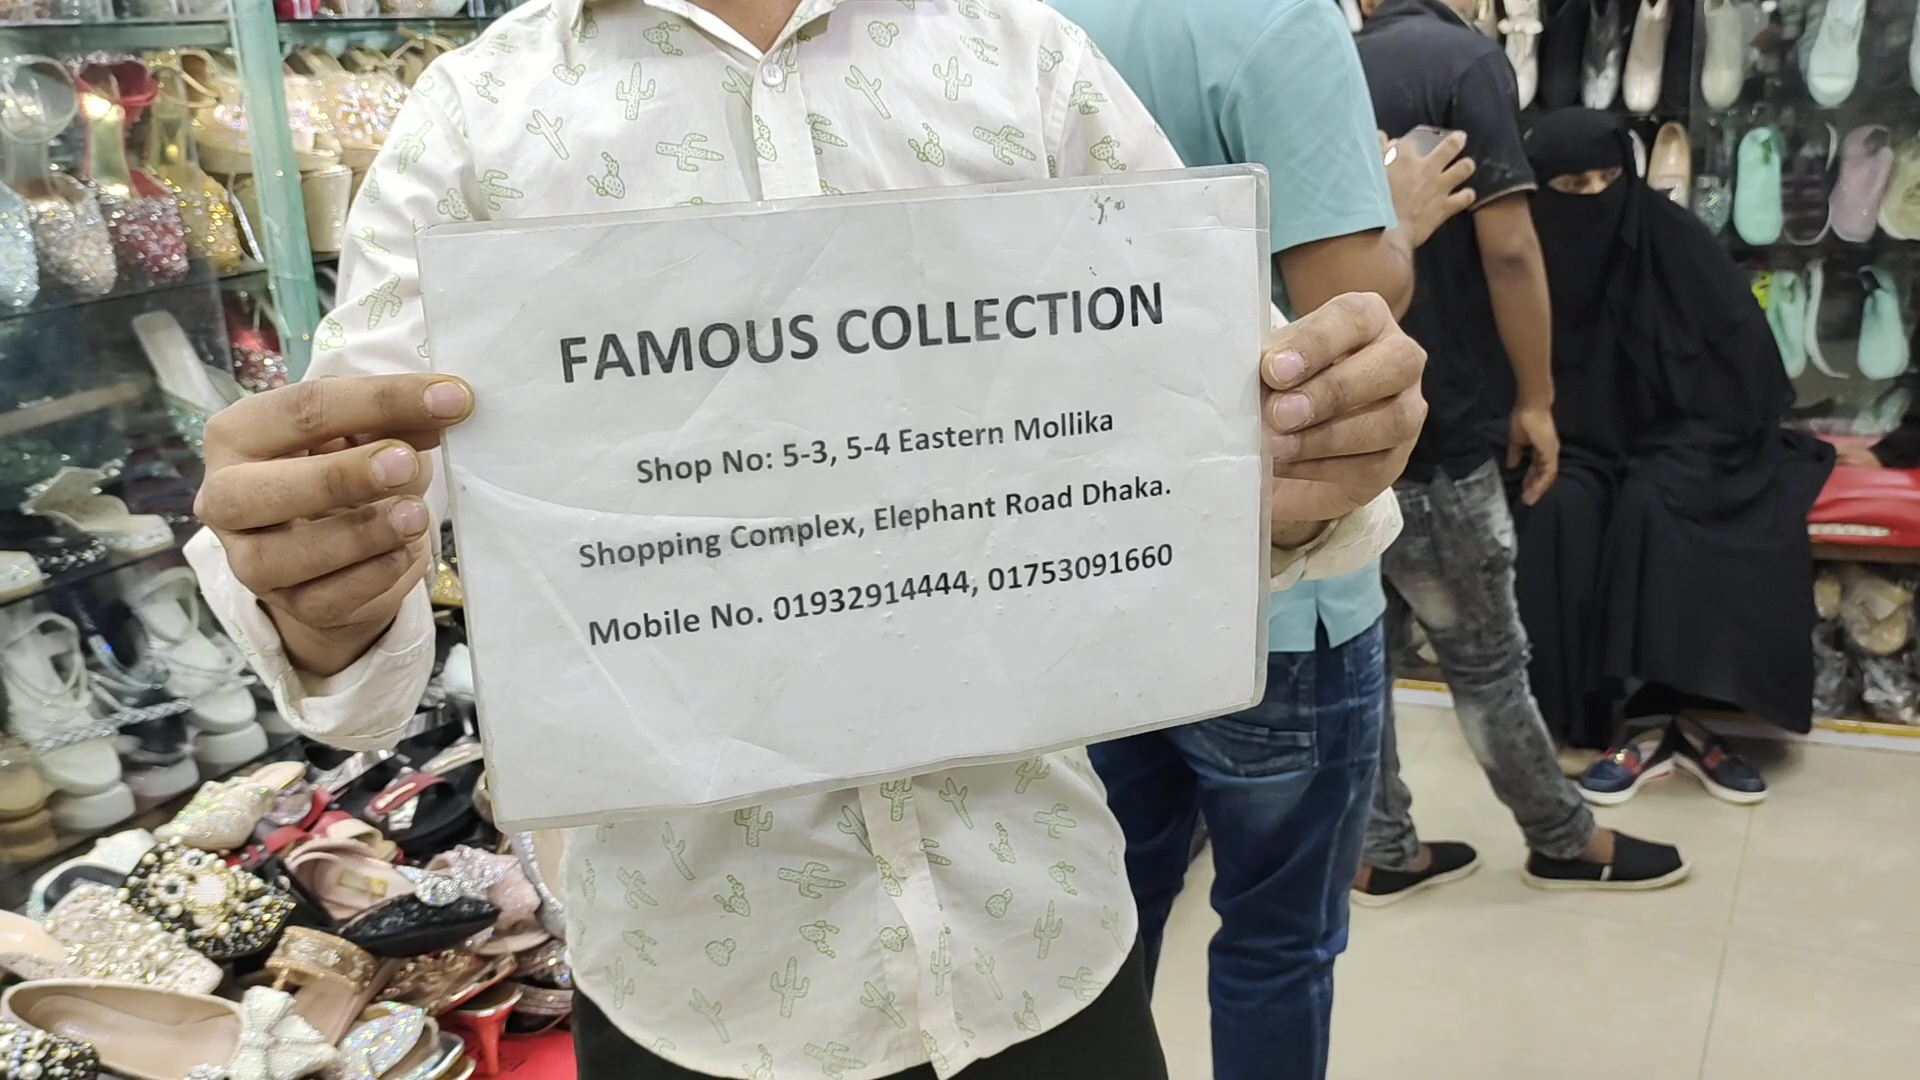 FAMOUS COLLECTION
Shop No: 5-3, 5-4 Eastern Mollika
Shopping Complex, Elephant Road Dhaka.
Mobile No. 01932914444, 01753091660